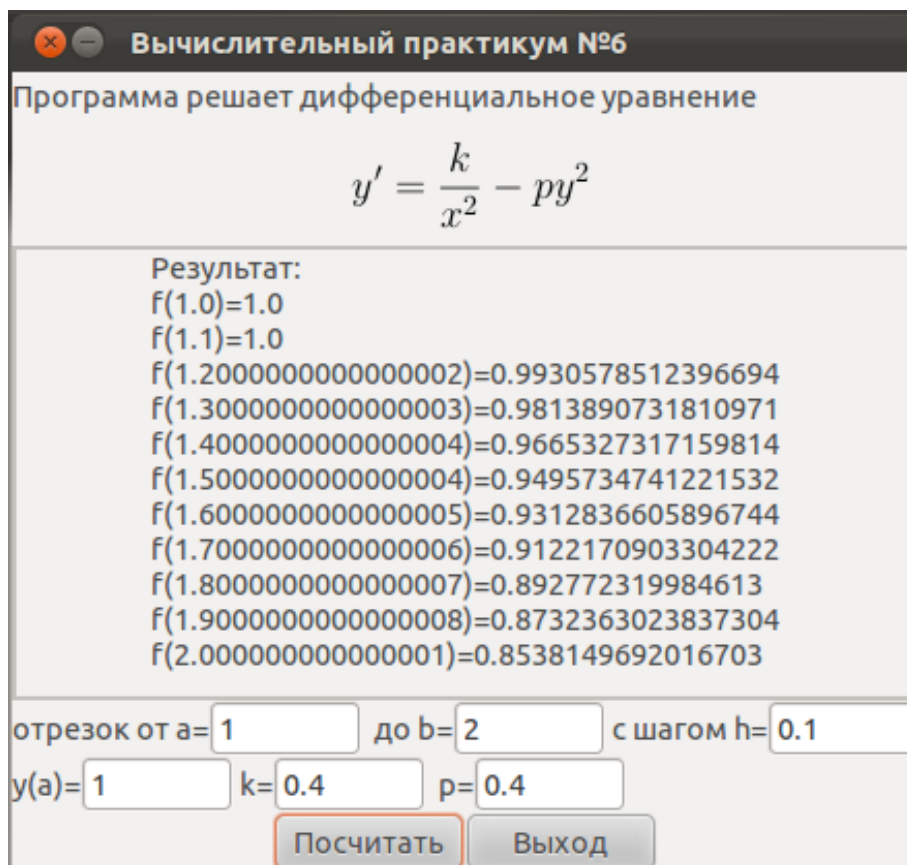 Вычислительный практикум №6
Программа решает дифференциальное уравнение
y′ = k/x² − py²
Результат:
f(1.0)=1.0
f(1.1)=1.0
f(1.2000000000000002)=0.9930578512396694
f(1.3000000000000003)=0.9813890731810971
f(1.4000000000000004)=0.9665327317159814
f(1.5000000000000004)=0.9495734741221532
f(1.6000000000000005)=0.9312836605896744
f(1.7000000000000006)=0.9122170903304222
f(1.8000000000000007)=0.892772319984613
f(1.9000000000000008)=0.8732363023837304
f(2.000000000000001)=0.8538149692016703
отрезок от a= 1 до b= 2 с шагом h= 0.1
y(a)= 1 k= 0.4 p= 0.4
Посчитать Выход